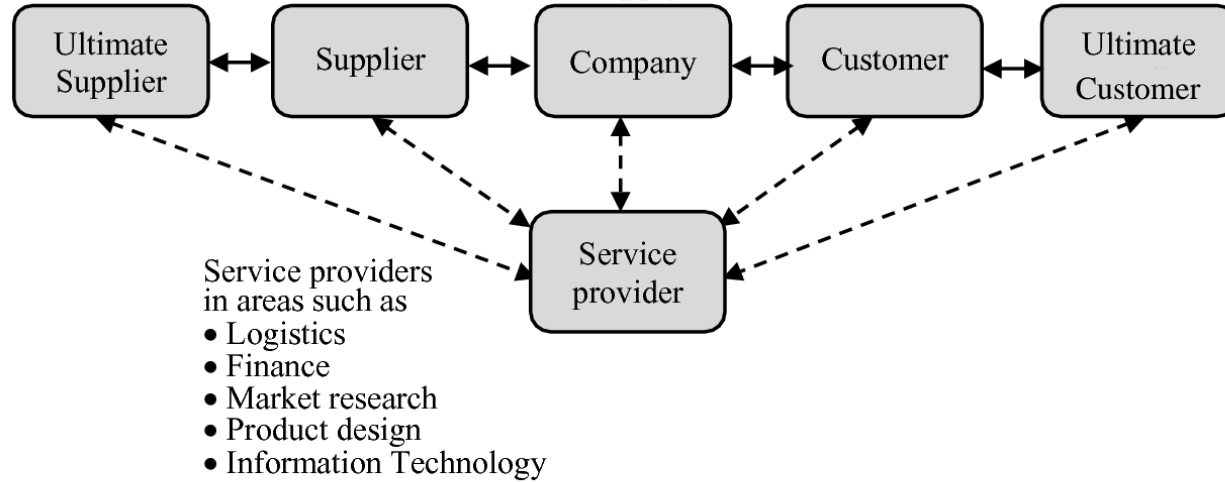 Ultimate
Supplier
Supplier
Company
Customer
Ultimate
Customer
Service
provider
Service providers
in areas such as
• Logistics
• Finance
• Market research
• Product design
• Information Technology